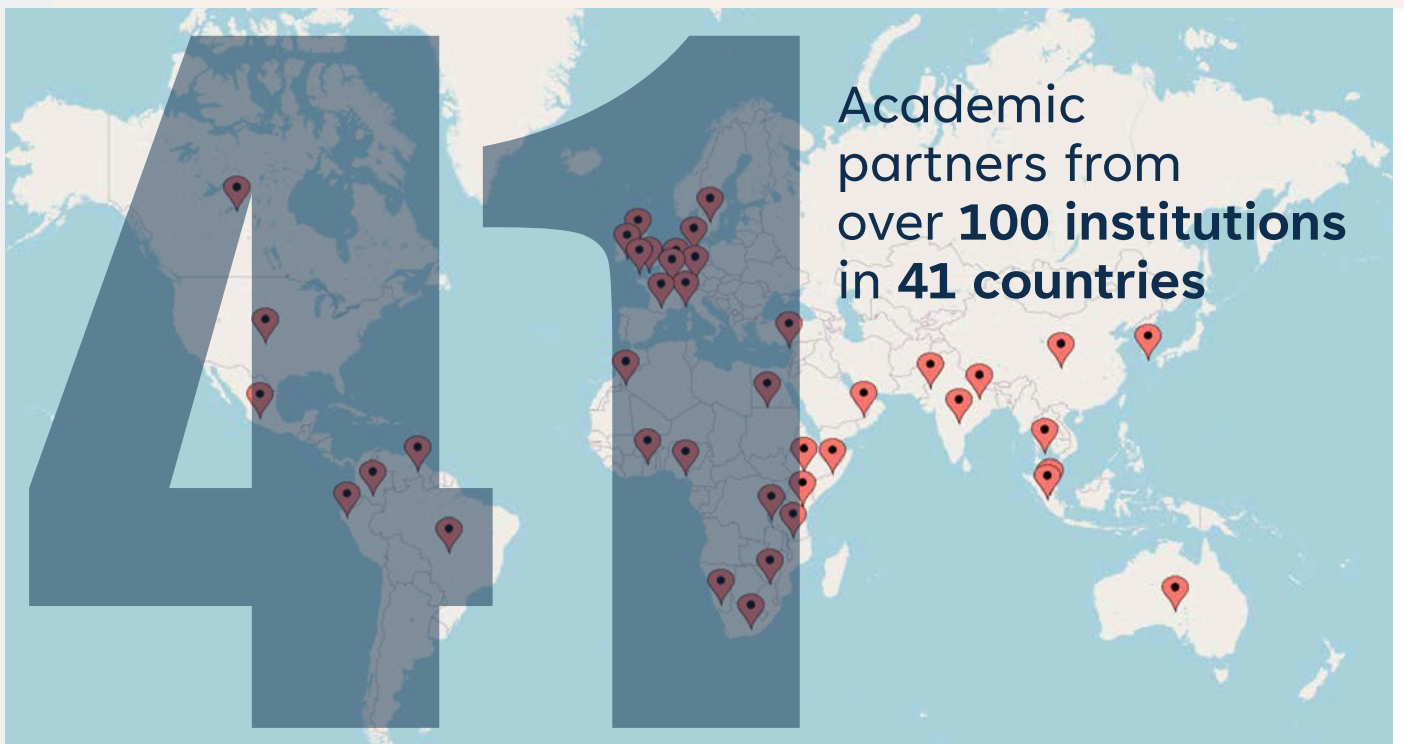 41
Academic
partners from
over 100 institutions
in 41 countries